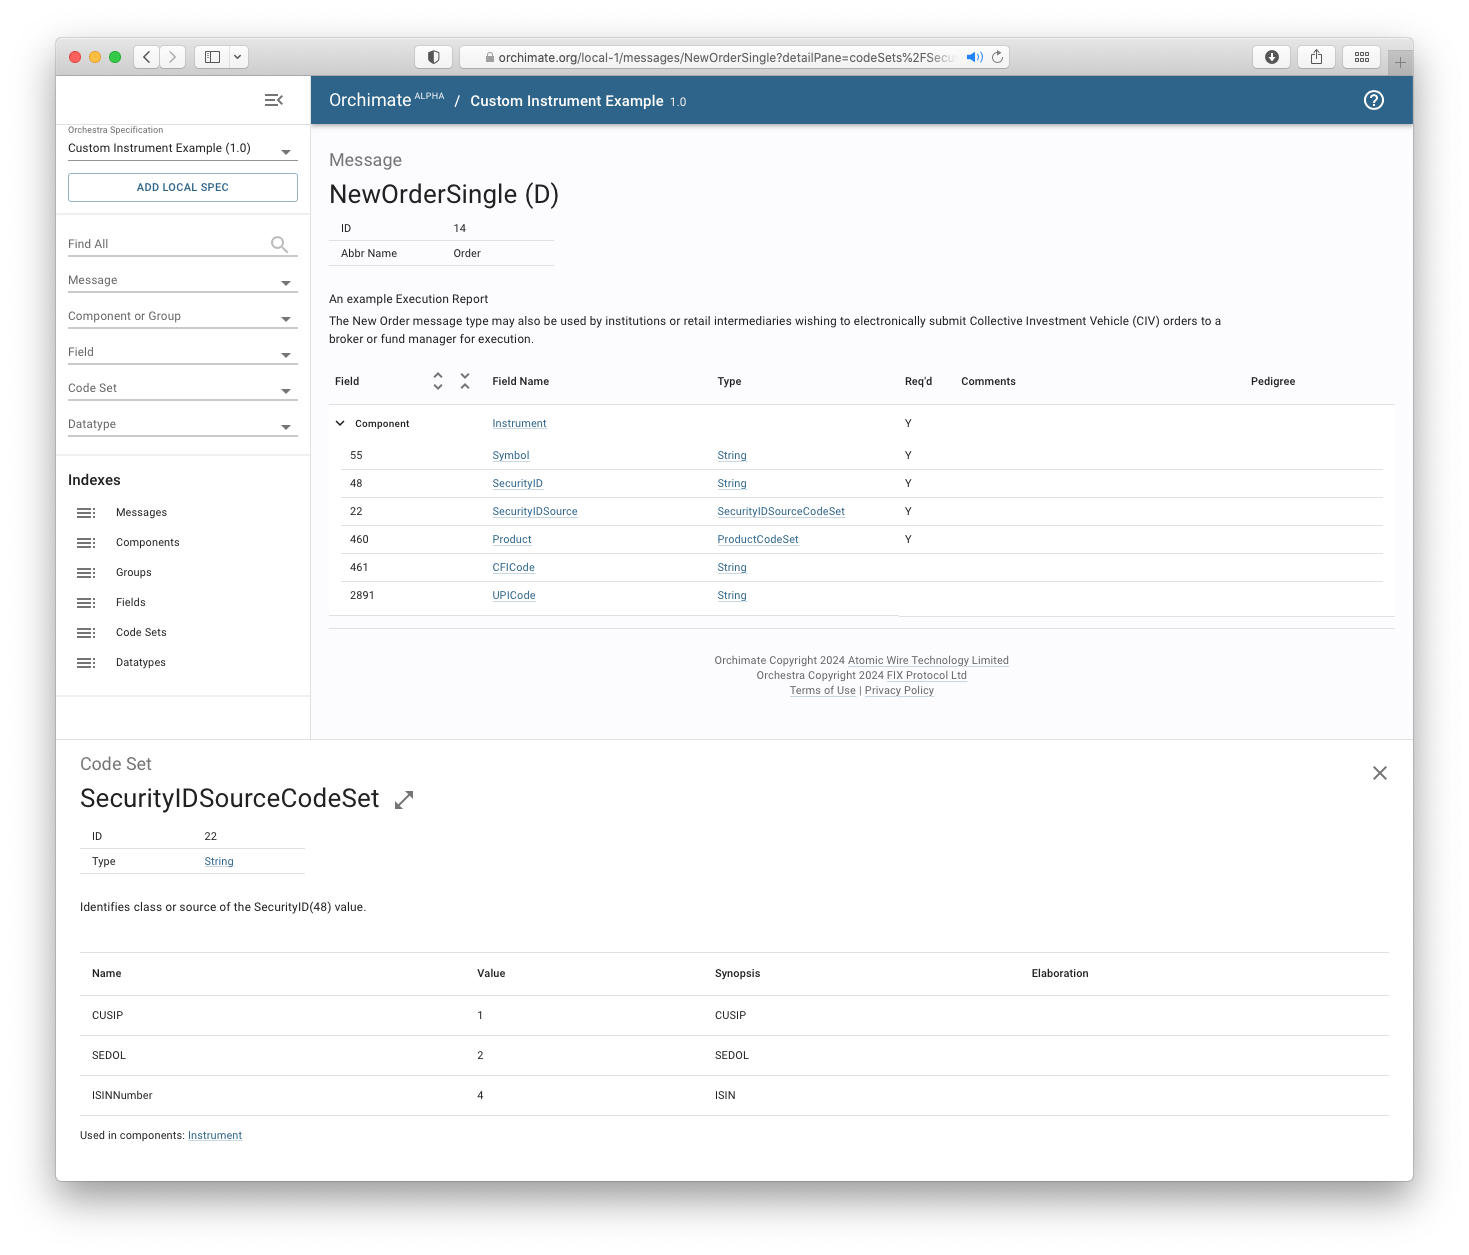 orchimate.org/local-1/messages/NewOrderSingle?detailPane=codeSets%2FSecu
Orchestra Specification
Custom Instrument Example (1.0)
ADD LOCAL SPEC
Find All
Message
Component or Group
Field
Code Set
Datatype
Indexes
Messages
Components
Groups
Fields
Code Sets
Datatypes
Orchimate ALPHA / Custom Instrument Example 1.0
Message
NewOrderSingle (D)
ID 14
Abbr Name Order
An example Execution Report
The New Order message type may also be used by institutions or retail intermediaries wishing to electronically submit Collective Investment Vehicle (CIV) orders to a
broker or fund manager for execution.
Field Field Name Type Req'd Comments Pedigree
Component Instrument Y
55 Symbol String Y
48 SecurityID String Y
22 SecurityIDSource SecurityIDSourceCodeSet Y
460 Product ProductCodeSet Y
461 CFICode String
2891 UPICode String
Orchimate Copyright 2024 Atomic Wire Technology Limited
Orchestra Copyright 2024 FIX Protocol Ltd
Terms of Use | Privacy Policy
Code Set
SecurityIDSourceCodeSet
ID 22
Type String
Identifies class or source of the SecurityID(48) value.
Name Value Synopsis Elaboration
CUSIP 1 CUSIP
SEDOL 2 SEDOL
ISINNumber 4 ISIN
Used in components: Instrument